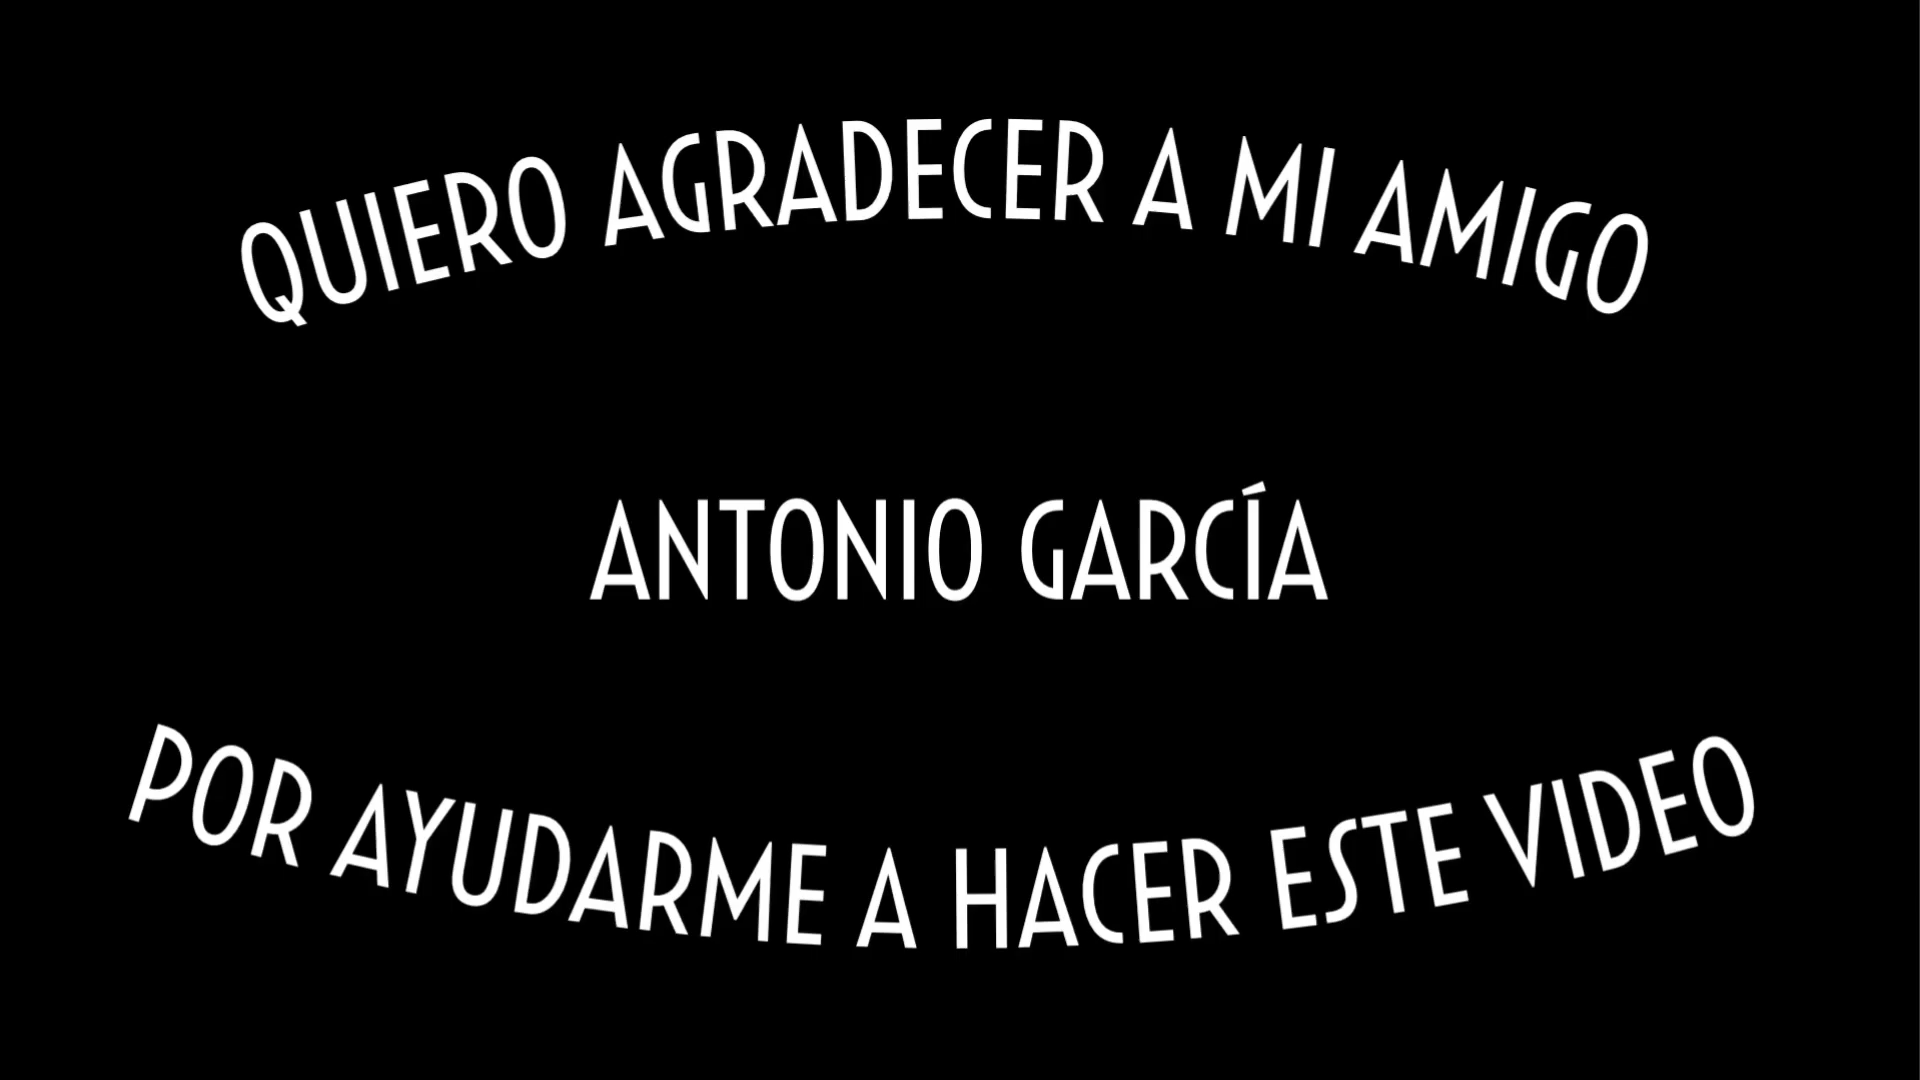 QUIERO AGRADECER A MI AMIGO
ANTONIO GARCÍA
POR AYUDARME A HACER ESTE VIDEO